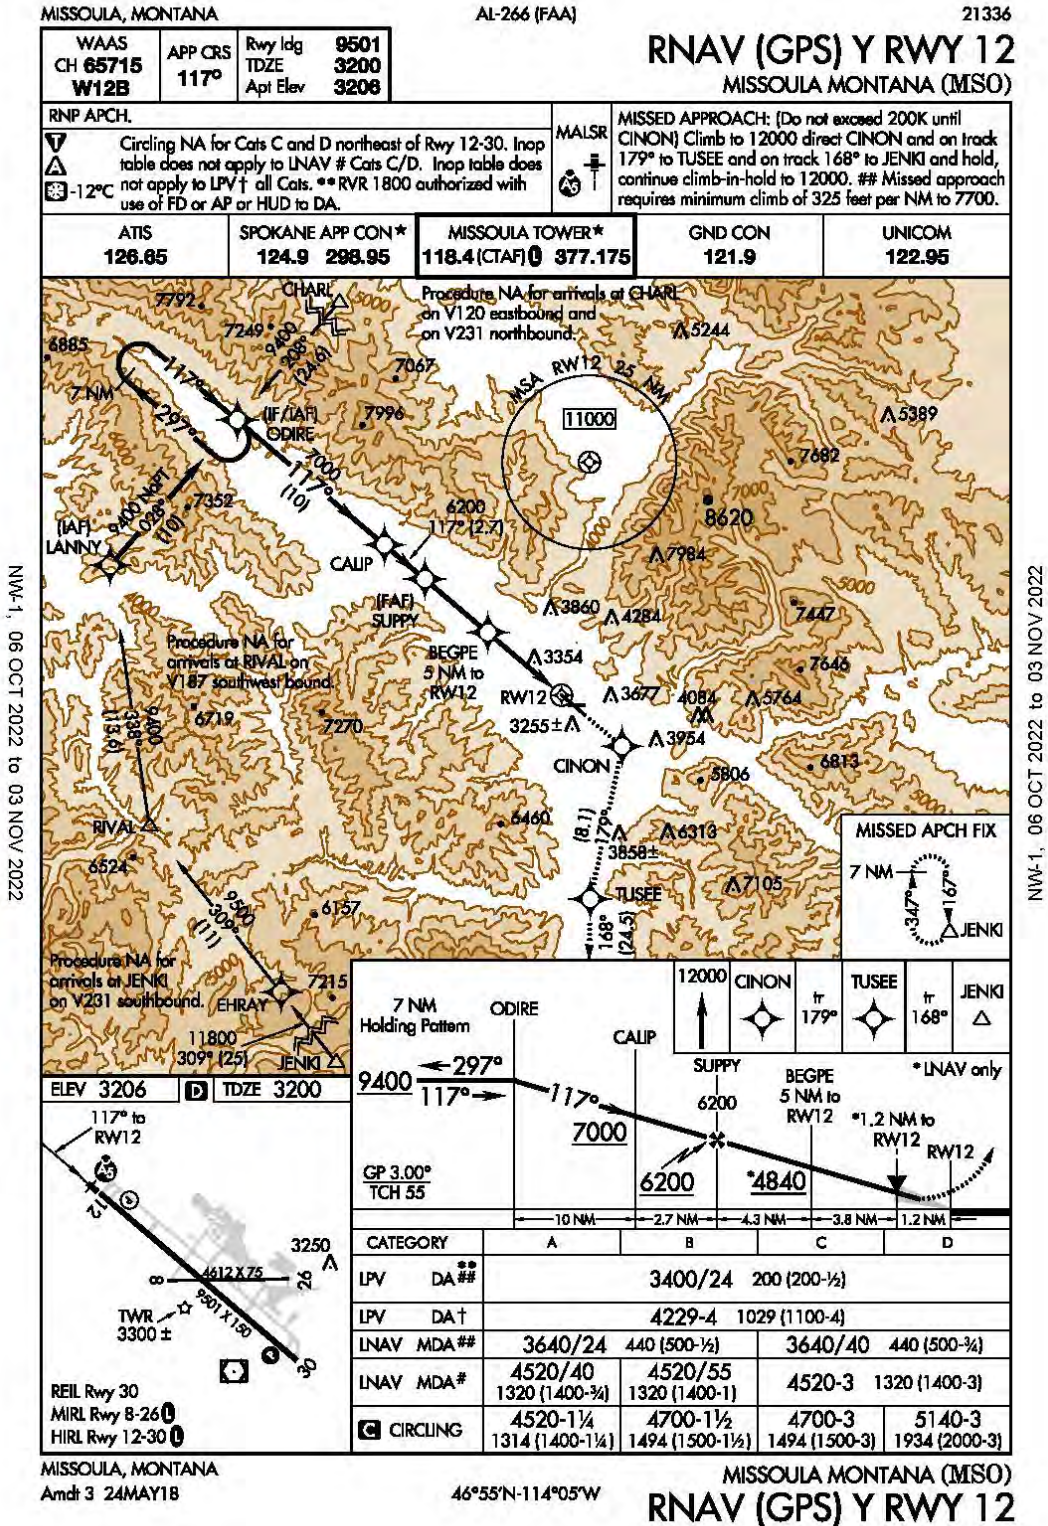 MISSOULA, MONTANA
AL-266 (FAA)
21336
WAAS
CH 65715
W12B
APP CRS
117°
Rwy ldg 9501
TDZE 3200
Apt Elev 3206
RNAV (GPS) Y RWY 12
MISSOULA MONTANA (MSO)
RNP APCH.
T
A
-12°C
Circling NA for Cats C and D northeast of Rwy 12-30. Inop
table does not apply to LNAV # Cats C/D. Inop table does
not apply to LPV† all Cats. **RVR 1800 authorized with
use of FD or AP or HUD to DA.
MALSR
A5
MISSED APPROACH: (Do not exceed 200K until
CINON) Climb to 12000 direct CINON and on track
179° to TUSEE and on track 168° to JENKI and hold,
continue climb-in-hold to 12000. ## Missed approach
requires minimum climb of 325 feet per NM to 7700.
ATIS
126.65
SPOKANE APP CON*
124.9 298.95
MISSOULA TOWER*
118.4 (CTAF) L 377.175
GND CON
121.9
UNICOM
122.95
CHARL
5000
7792
7249
9400
208°
(24.6)
Procedure NA for arrivals at CHARL
on V120 eastbound and
on V231 northbound.
5244
6885
117°
7067
7 NM
297°
(IF/IAF)
ODIRE
7996
MSA RW12 25 NM
11000
5389
7682
7000
117°
(10)
7352
9400 NoPT
028°
(10)
(IAF)
LANNY
6200
117° (2.7)
7000
8620
7984
CALIP
(FAF)
SUPPY
5000
4000
3860
4284
7447
Procedure NA for
arrivals at RIVAL on
V187 southwest bound.
BEGPE
5 NM to
RW12
3354
7646
RW12
3677
4084
5764
6719
7270
9400
338°
(13.6)
3255±
3954
CINON
5806
6813
5000
RIVAL
6460
(8.1)
179°
3858±
6313
6524
MISSED APCH FIX
7 NM
347°
167°
JENKI
7105
TUSEE
168°
(24.5)
9500
309°
(11)
6157
Procedure NA for
arrivals at JENKI
on V231 southbound.
5000
EHRAY
7215
11800
309° (25)
JENKI
7 NM
Holding Pattern
ODIRE
CALIP
12000
CINON
tr
179°
TUSEE
tr
168°
JENKI
*LNAV only
9400
297°
117°
117°
7000
SUPPY
6200
6200
BEGPE
5 NM to
RW12
*4840
*1.2 NM to
RW12
RW12
GP 3.00°
TCH 55
10 NM
2.7 NM
4.3 NM
3.8 NM
1.2 NM
ELEV 3206
D
TDZE 3200
117° to
RW12
A5
P
12
3250
8
4612 X 75
26
9501 X 150
TWR
3300 ±
P
30
REIL Rwy 30
MIRL Rwy 8-26 L
HIRL Rwy 12-30 L
CATEGORY A B C D
LPV DA**## 3400/24 200 (200-½)
LPV DA† 4229-4 1029 (1100-4)
LNAV MDA## 3640/24 440 (500-½) 3640/40 440 (500-¾)
LNAV MDA# 4520/40 1320 (1400-¾) 4520/55 1320 (1400-1) 4520-3 1320 (1400-3)
C CIRCLING 4520-1¼ 1314 (1400-1¼) 4700-1½ 1494 (1500-1½) 4700-3 1494 (1500-3) 5140-3 1934 (2000-3)
MISSOULA, MONTANA
Amdt 3 24MAY18
46°55'N-114°05'W
MISSOULA MONTANA (MSO)
RNAV (GPS) Y RWY 12
NW-1, 06 OCT 2022 to 03 NOV 2022
NW-1, 06 OCT 2022 to 03 NOV 2022